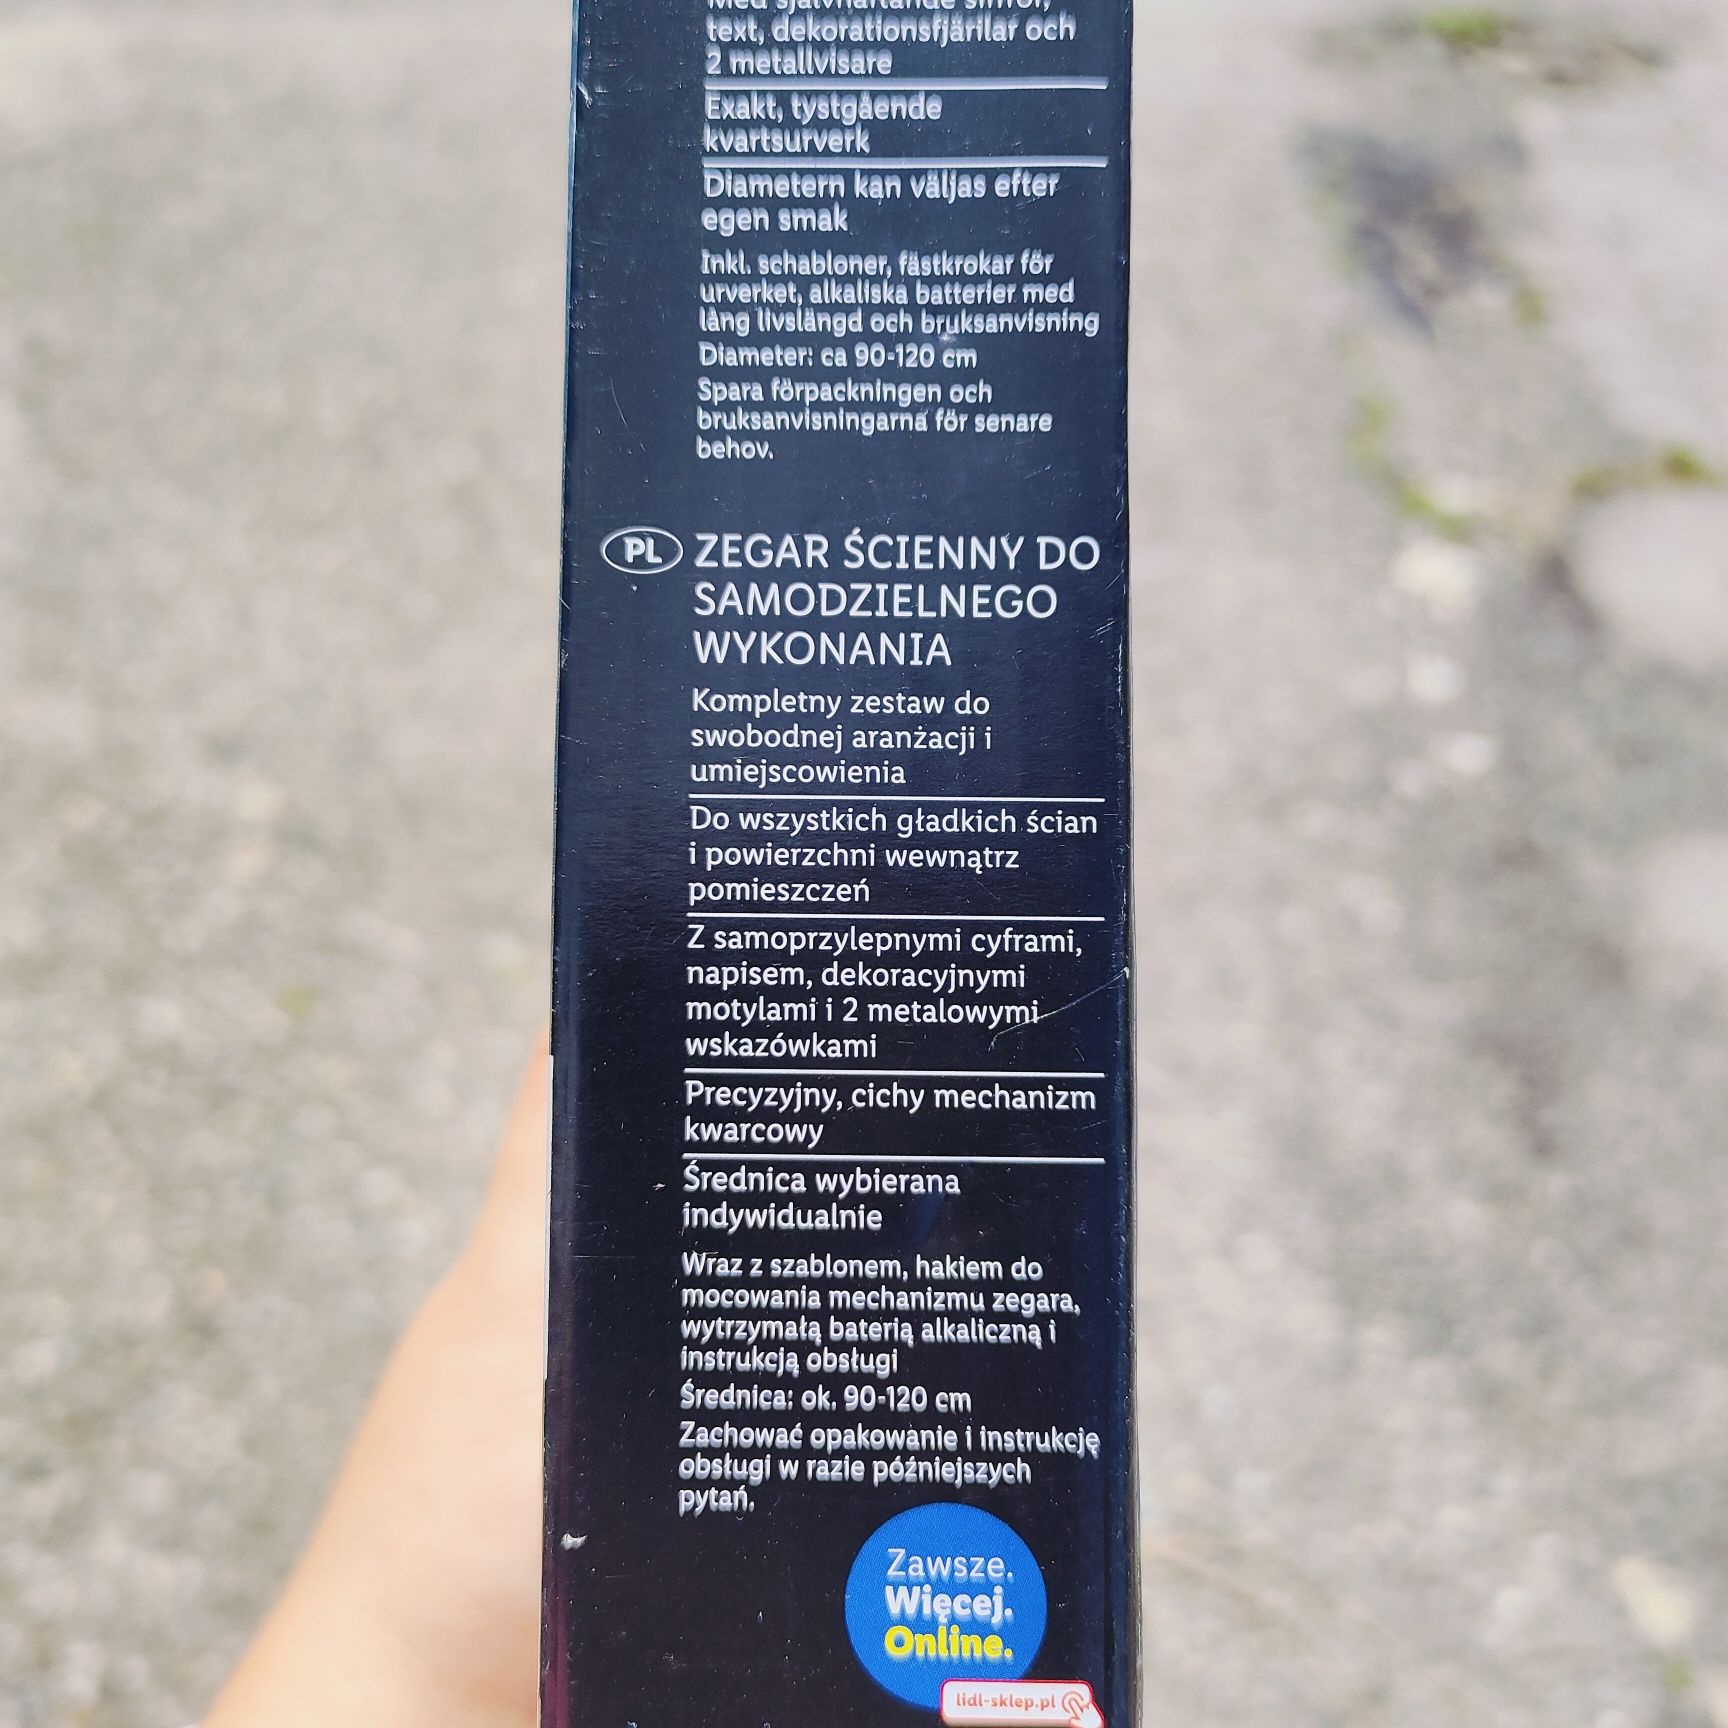 Med självhäftande siffror,
text, dekorationsfjärilar och
2 metallvisare
Exakt, tystgående
kvartsurverk
Diametern kan väljas efter
egen smak
Inkl. schabloner, fästkrokar för
urverket, alkaliska batterier med
lång livslängd och bruksanvisning
Diameter: ca 90-120 cm
Spara förpackningen och
bruksanvisningarna för senare
behov.
PL ZEGAR ŚCIENNY DO
SAMODZIELNEGO
WYKONANIA
Kompletny zestaw do
swobodnej aranżacji i
umiejscowienia
Do wszystkich gładkich ścian
i powierzchni wewnątrz
pomieszczeń
Z samoprzylepnymi cyframi,
napisem, dekoracyjnymi
motylami i 2 metalowymi
wskazówkami
Precyzyjny, cichy mechanizm
kwarcowy
Średnica wybierana
indywidualnie
Wraz z szablonem, hakiem do
mocowania mechanizmu zegara,
wytrzymałą baterią alkaliczną i
instrukcją obsługi
Średnica: ok. 90-120 cm
Zachować opakowanie i instrukcję
obsługi w razie późniejszych
pytań.
Zawsze.
Więcej.
Online.
lidl-sklep.pl